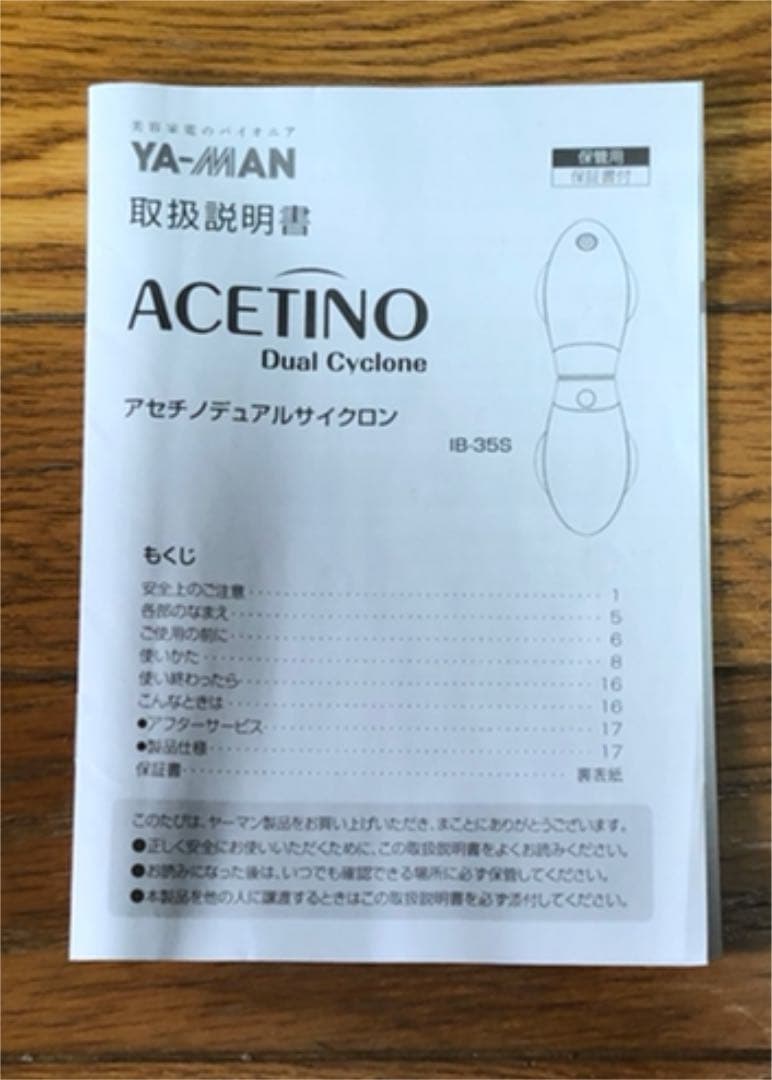 美容家電のパイオニア
YA-MAN
保管用
保証書付
取扱説明書
ACETINO
Dual Cyclone
アセチノデュアルサイクロン
IB-35S
もくじ
安全上のご注意 1
各部のなまえ 5
ご使用の前に 6
使いかた 8
使い終わったら 16
こんなときは 16
●アフターサービス 17
●製品仕様 17
保証書 裏表紙
このたびは、ヤーマン製品をお買い上げいただき、まことにありがとうございます。
●正しく安全にお使いいただくために、この取扱説明書をよくお読みください。
●お読みになった後は、いつでも確認できる場所に必ず保管してください。
●本製品を他の人に譲渡するときはこの取扱説明書を必ず添付してください。